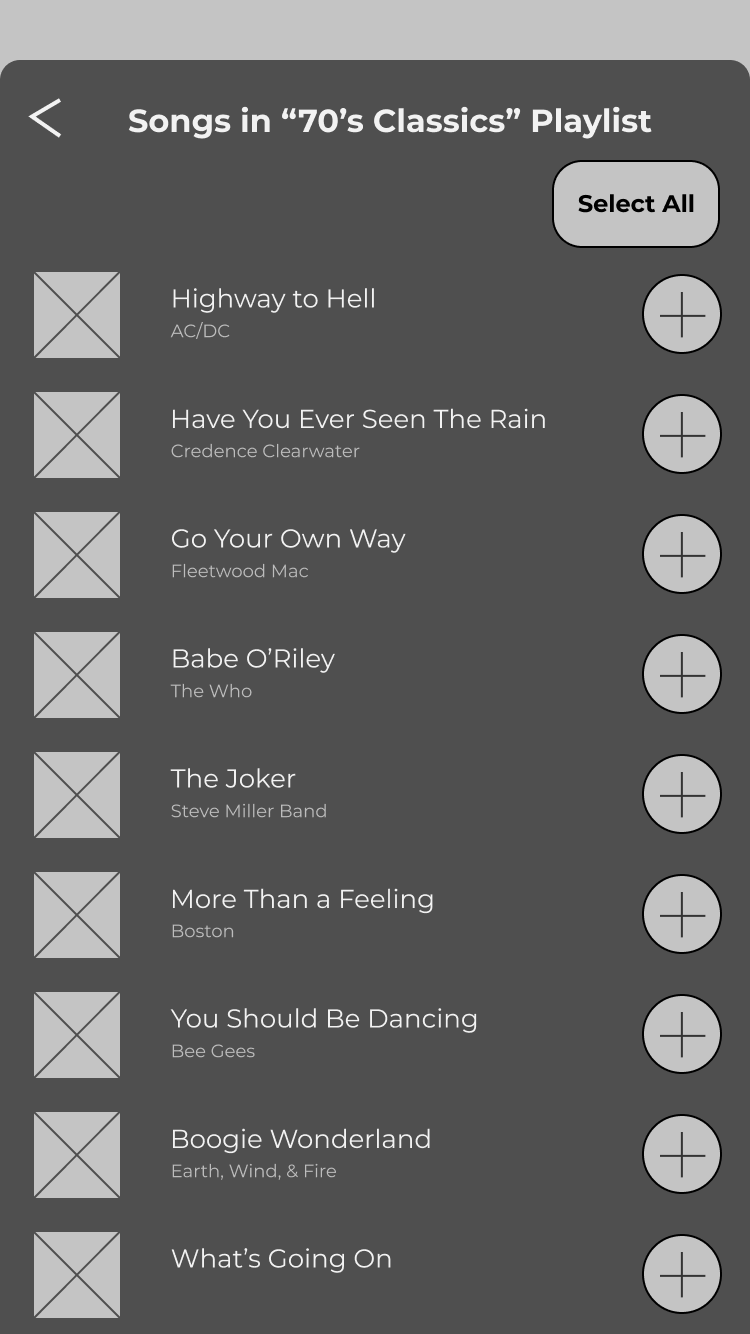 Songs in “70’s Classics” Playlist
Select All
Highway to Hell
AC/DC
Have You Ever Seen The Rain
Credence Clearwater
Go Your Own Way
Fleetwood Mac
Babe O’Riley
The Who
The Joker
Steve Miller Band
More Than a Feeling
Boston
You Should Be Dancing
Bee Gees
Boogie Wonderland
Earth, Wind, & Fire
What’s Going On